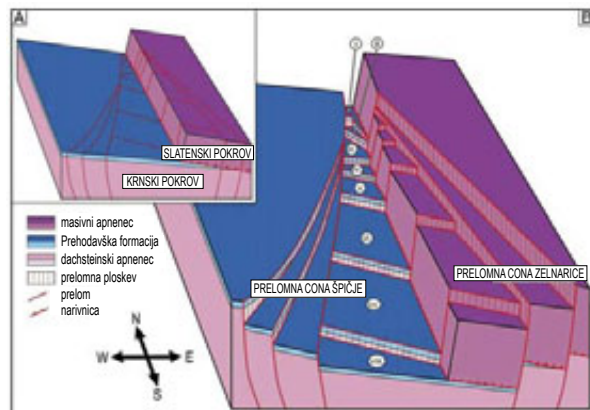 A
B
SLATENSKI POKROV
KRNSKI POKROV
masivni apnenec
Prehodavška formacija
dachsteinski apnenec
prelomna ploskev
prelom
narivnica
PRELOMNA CONA ŠPIČJE
PRELOMNA CONA ZELNARICE
N
W
E
S